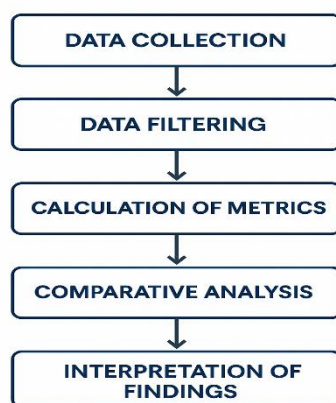 DATA COLLECTION
DATA FILTERING
CALCULATION OF METRICS
COMPARATIVE ANALYSIS
INTERPRETATION OF
FINDINGS